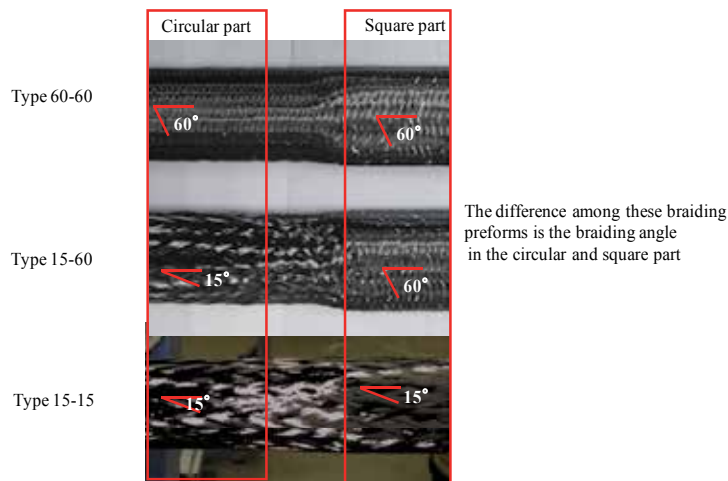 Circular part
Square part
Type 60-60
60°
60°
The difference among these braiding
preforms is the braiding angle
in the circular and square part
Type 15-60
15°
60°
Type 15-15
15°
15°